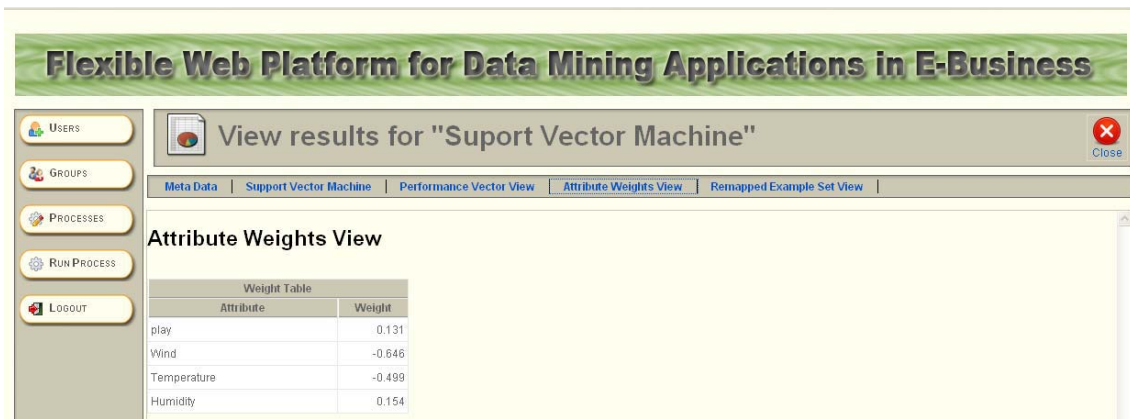 Flexible Web Platform for Data Mining Applications in E-Business
USERS
GROUPS
PROCESSES
RUN PROCESS
LOGOUT
View results for "Suport Vector Machine"
Close
Meta Data | Support Vector Machine | Performance Vector View | Attribute Weights View | Remapped Example Set View |
Attribute Weights View
Weight Table
Attribute Weight
play 0.131
Wind -0.646
Temperature -0.499
Humidity 0.154